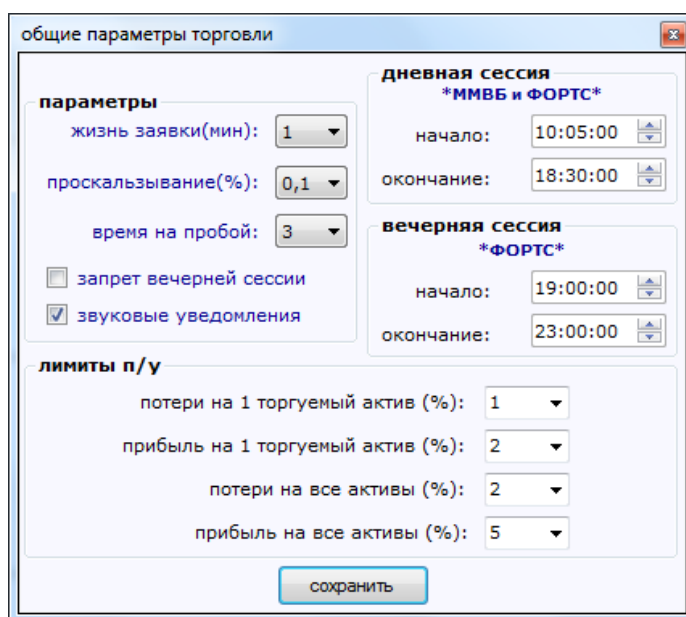 общие параметры торговли
параметры
жизнь заявки(мин): 1
проскальзывание(%): 0,1
время на пробой: 3
запрет вечерней сессии
звуковые уведомления
дневная сессия
*ММВБ и ФОРТС*
начало: 10:05:00
окончание: 18:30:00
вечерняя сессия
*ФОРТС*
начало: 19:00:00
окончание: 23:00:00
лимиты п/у
потери на 1 торгуемый актив (%): 1
прибыль на 1 торгуемый актив (%): 2
потери на все активы (%): 2
прибыль на все активы (%): 5
сохранить